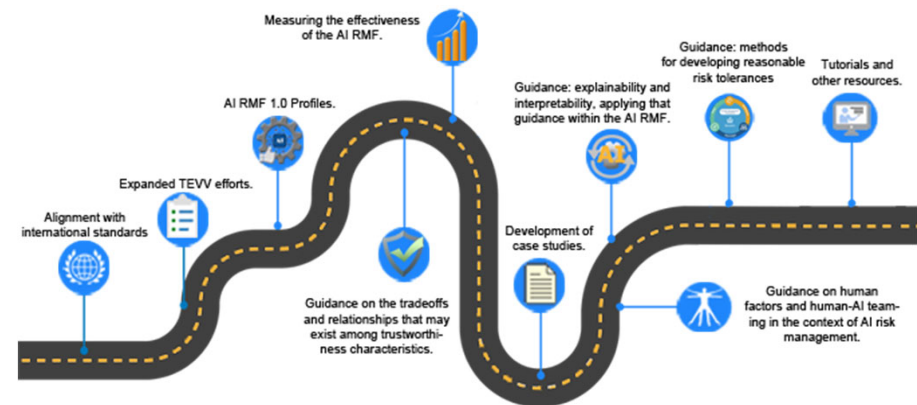 Alignment with
international standards
Expanded TEVV efforts.
AI RMF 1.0 Profiles.
Guidance on the tradeoffs
and relationships that may
exist among trustworthi-
ness characteristics.
Measuring the effectiveness
of the AI RMF.
Development of
case studies.
Guidance: explainability and
interpretability, applying that
guidance within the AI RMF.
AI
Guidance on human
factors and human-AI team-
ing in the context of AI risk
management.
Guidance: methods
for developing reasonable
risk tolerances
Tutorials and
other resources.